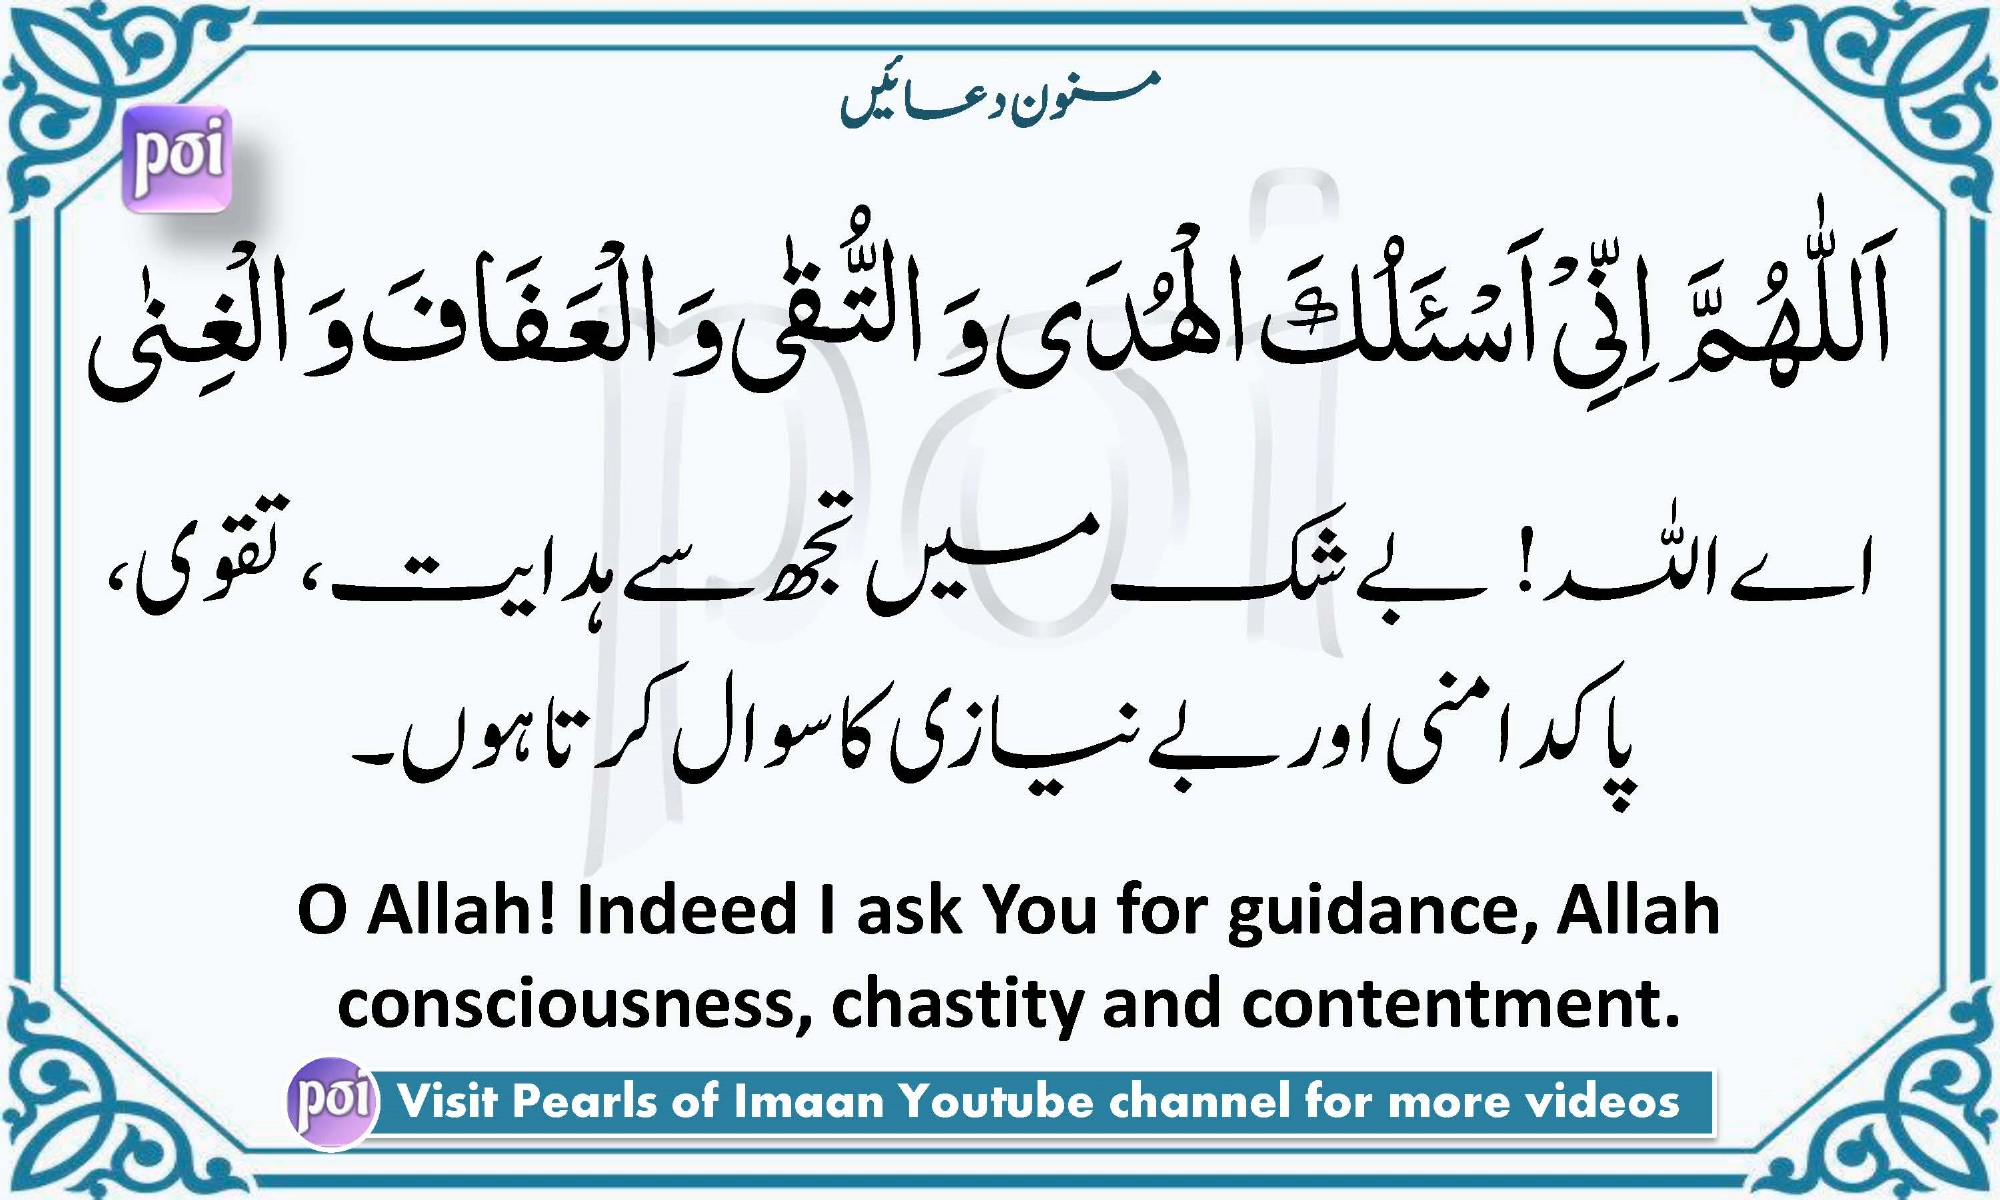 مسنون دعائیں
poi
اَللّٰهُمَّ اِنِّيْ اَسْئَلُكَ الْهُدَى وَ التُّقٰى وَ الْعَفَافَ وَ الْغِنٰى
اے اللہ! بے شک میں تجھ سے ہدایت، تقوی،
پاکدامنی اور بے نیازی کا سوال کرتا ہوں۔
O Allah! Indeed I ask You for guidance, Allah
consciousness, chastity and contentment.
poi Visit Pearls of Imaan Youtube channel for more videos